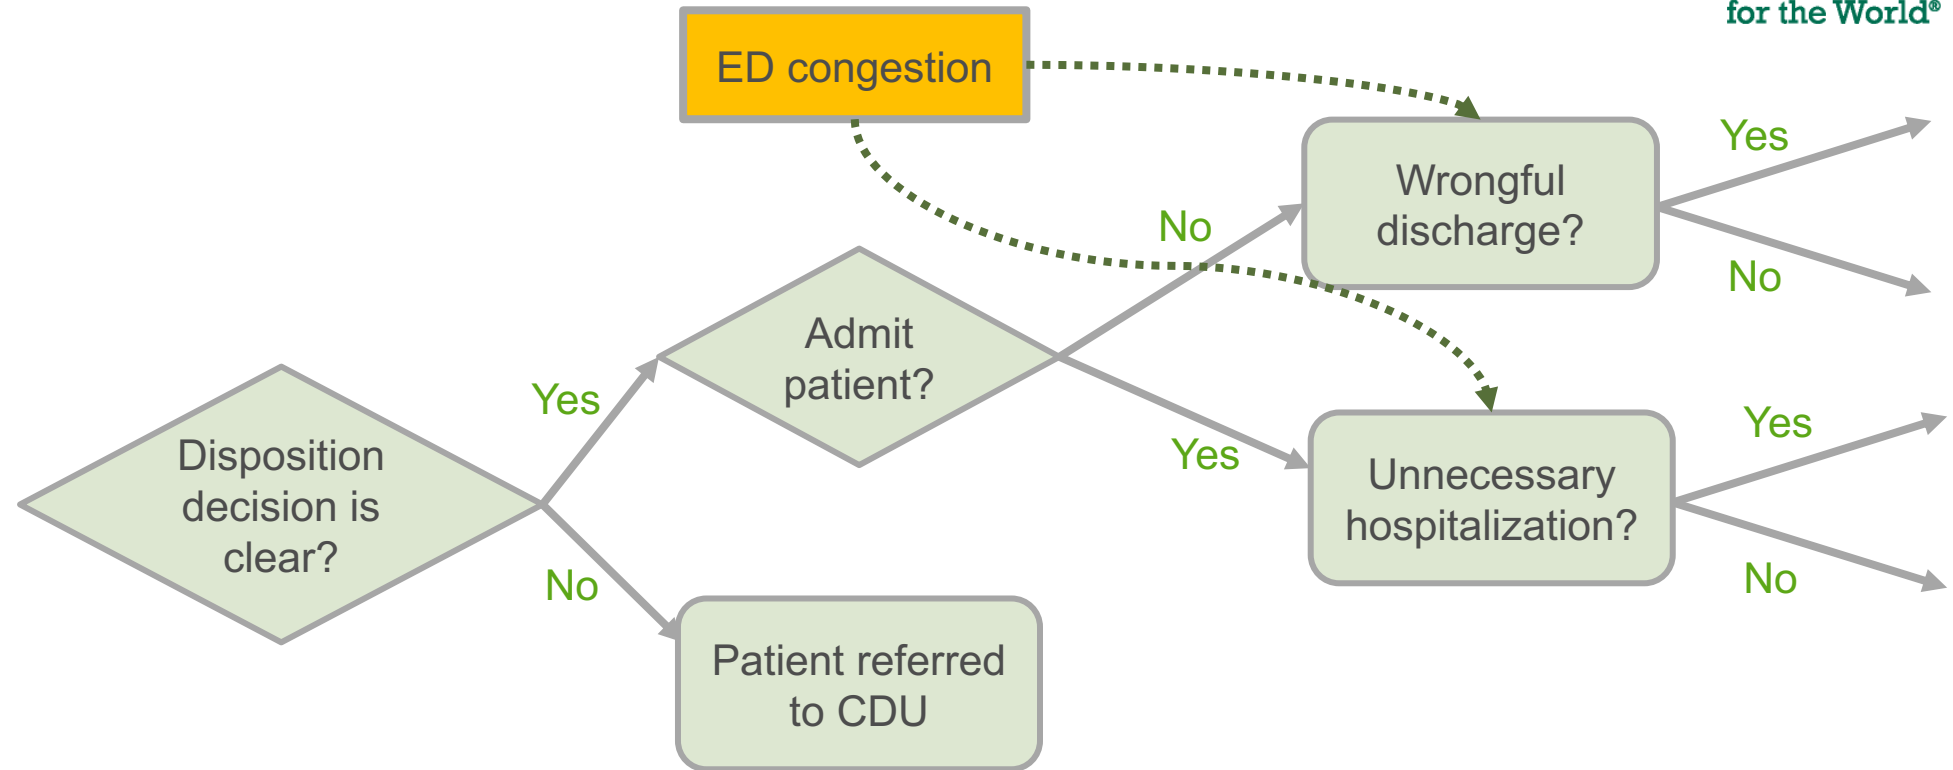 for the World®
ED congestion
Wrongful
discharge?
Yes
No
No
Admit
patient?
Yes
Yes
Disposition
decision is
clear?
Unnecessary
hospitalization?
Yes
No
No
Patient referred
to CDU